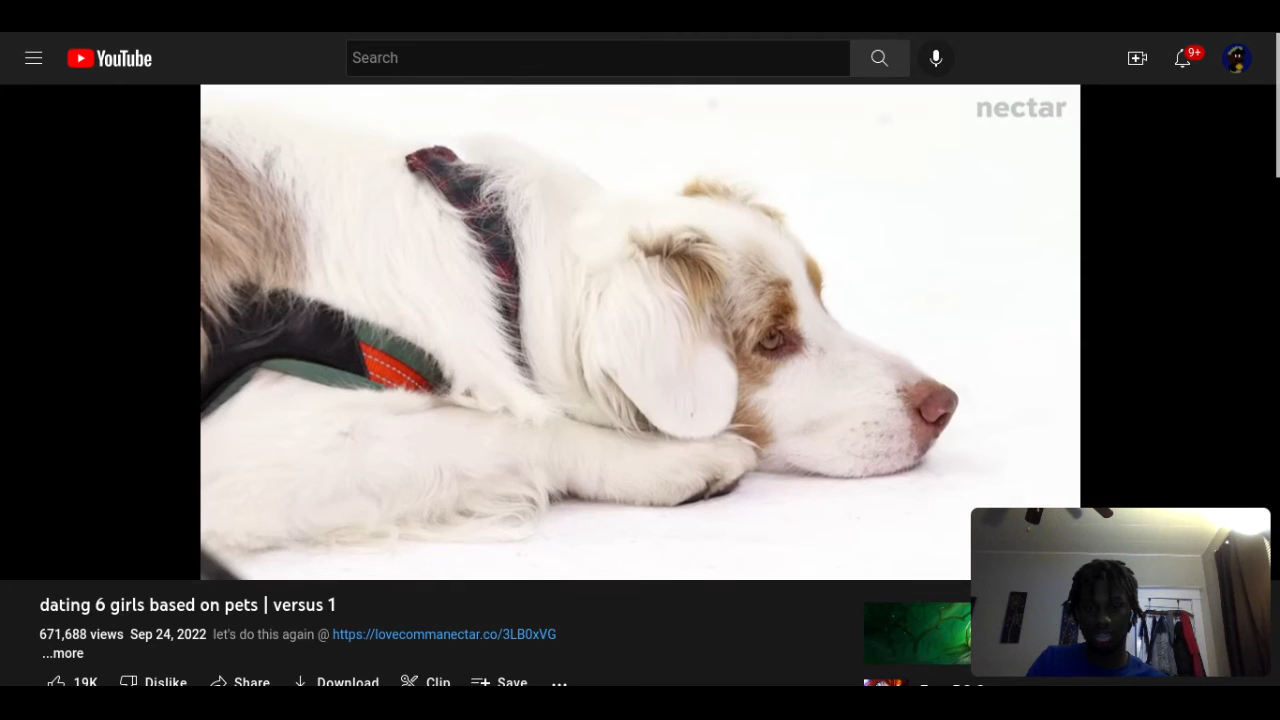 YouTube
Search
9+
nectar
dating 6 girls based on pets | versus 1
671,688 views Sep 24, 2022 let's do this again @ https://lovecommanectar.co/3LB0xVG
...more
19K Dislike Share Download Clip Save